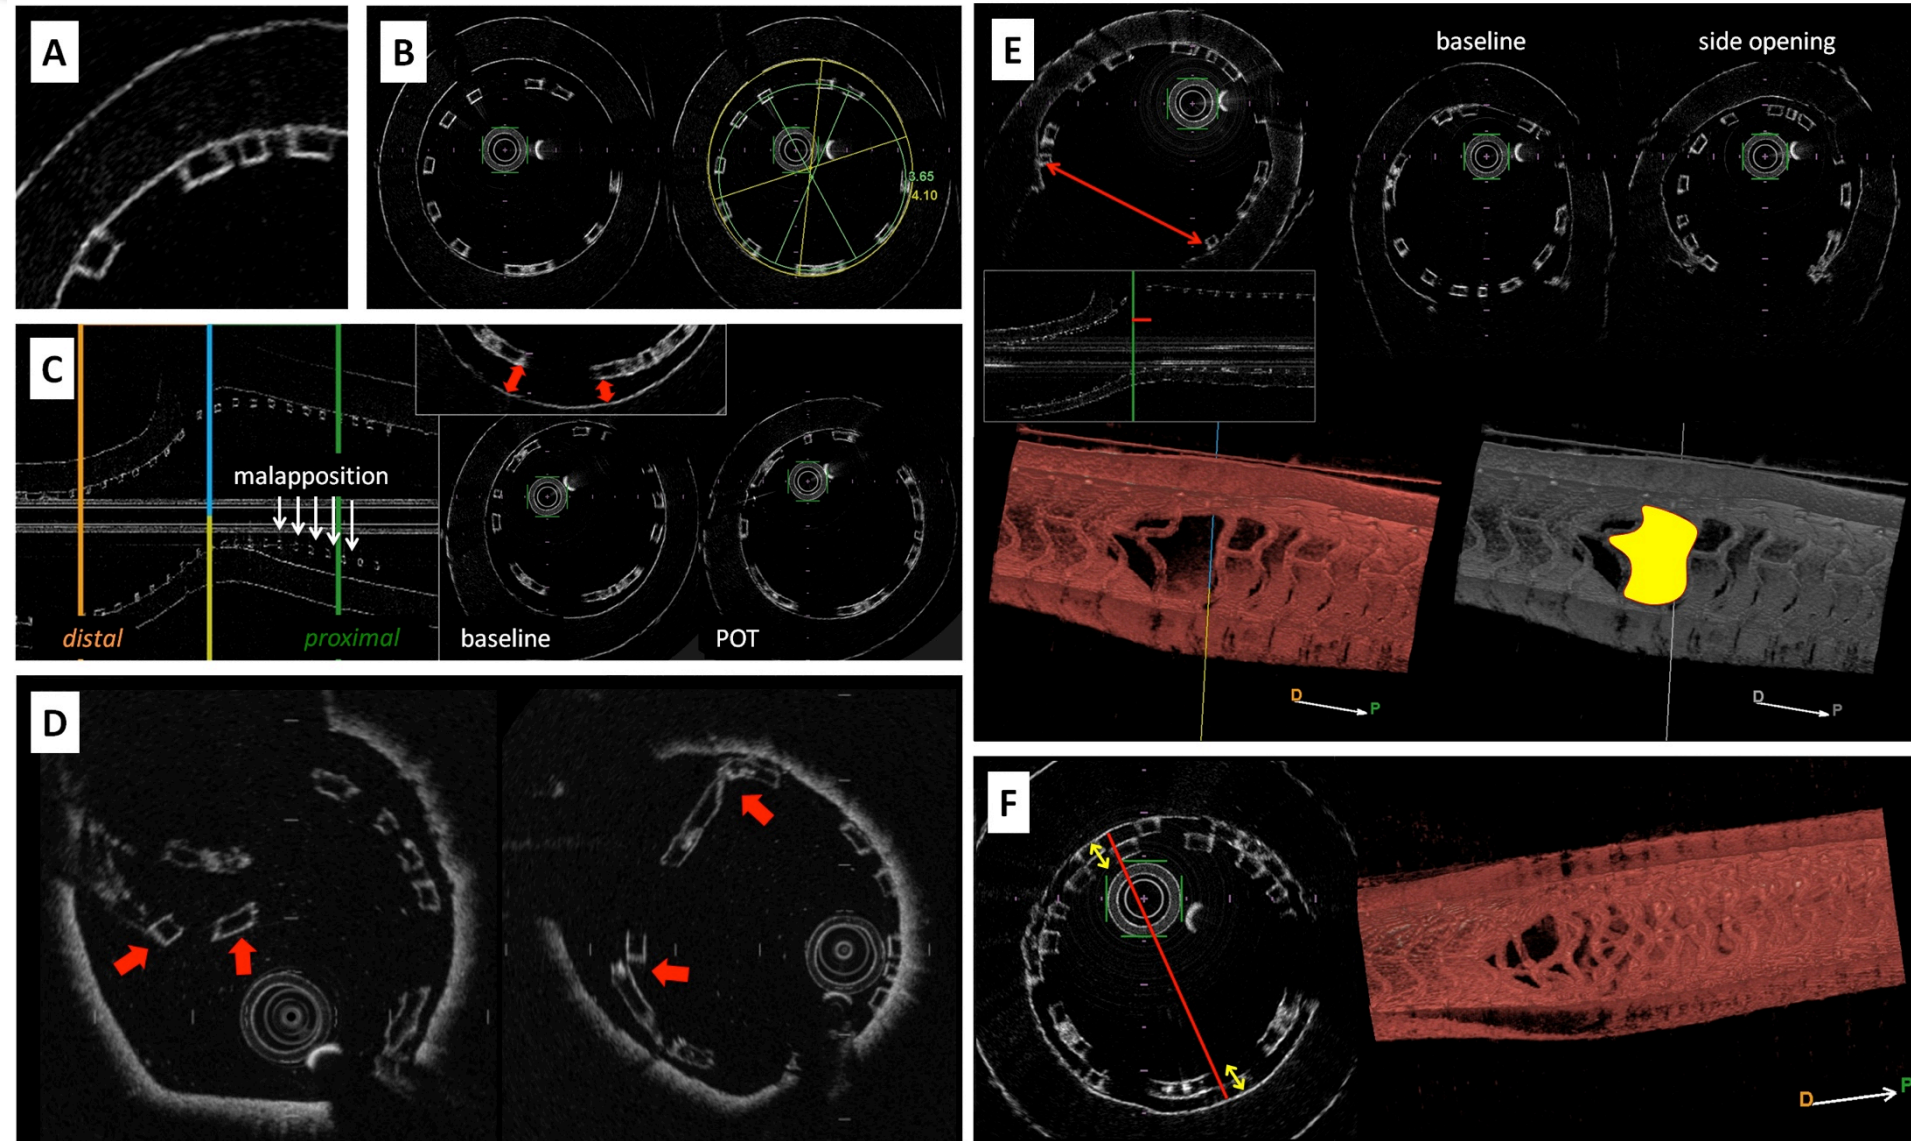 A
B
3.65
4.10
C
malapposition
distal
proximal
baseline
POT
D
E
baseline
side opening
D
P
D
P
F
D
P